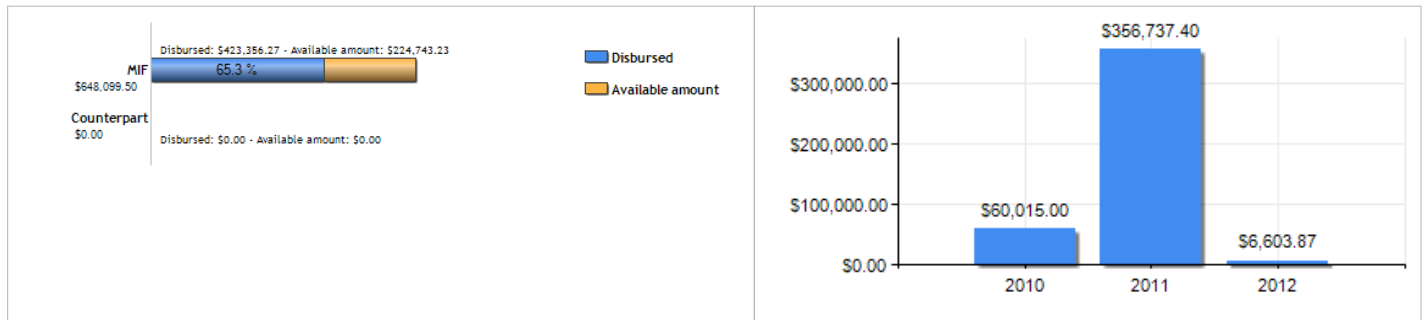 Disbursed: $423,356.27 - Available amount: $224,743.23
MIF
65.3 %
$648,099.50
Counterpart
$0.00
Disbursed: $0.00 - Available amount: $0.00
Disbursed
Available amount
$356,737.40
$300,000.00
$200,000.00
$100,000.00
$60,015.00
$6,603.87
$0.00
2010 2011 2012